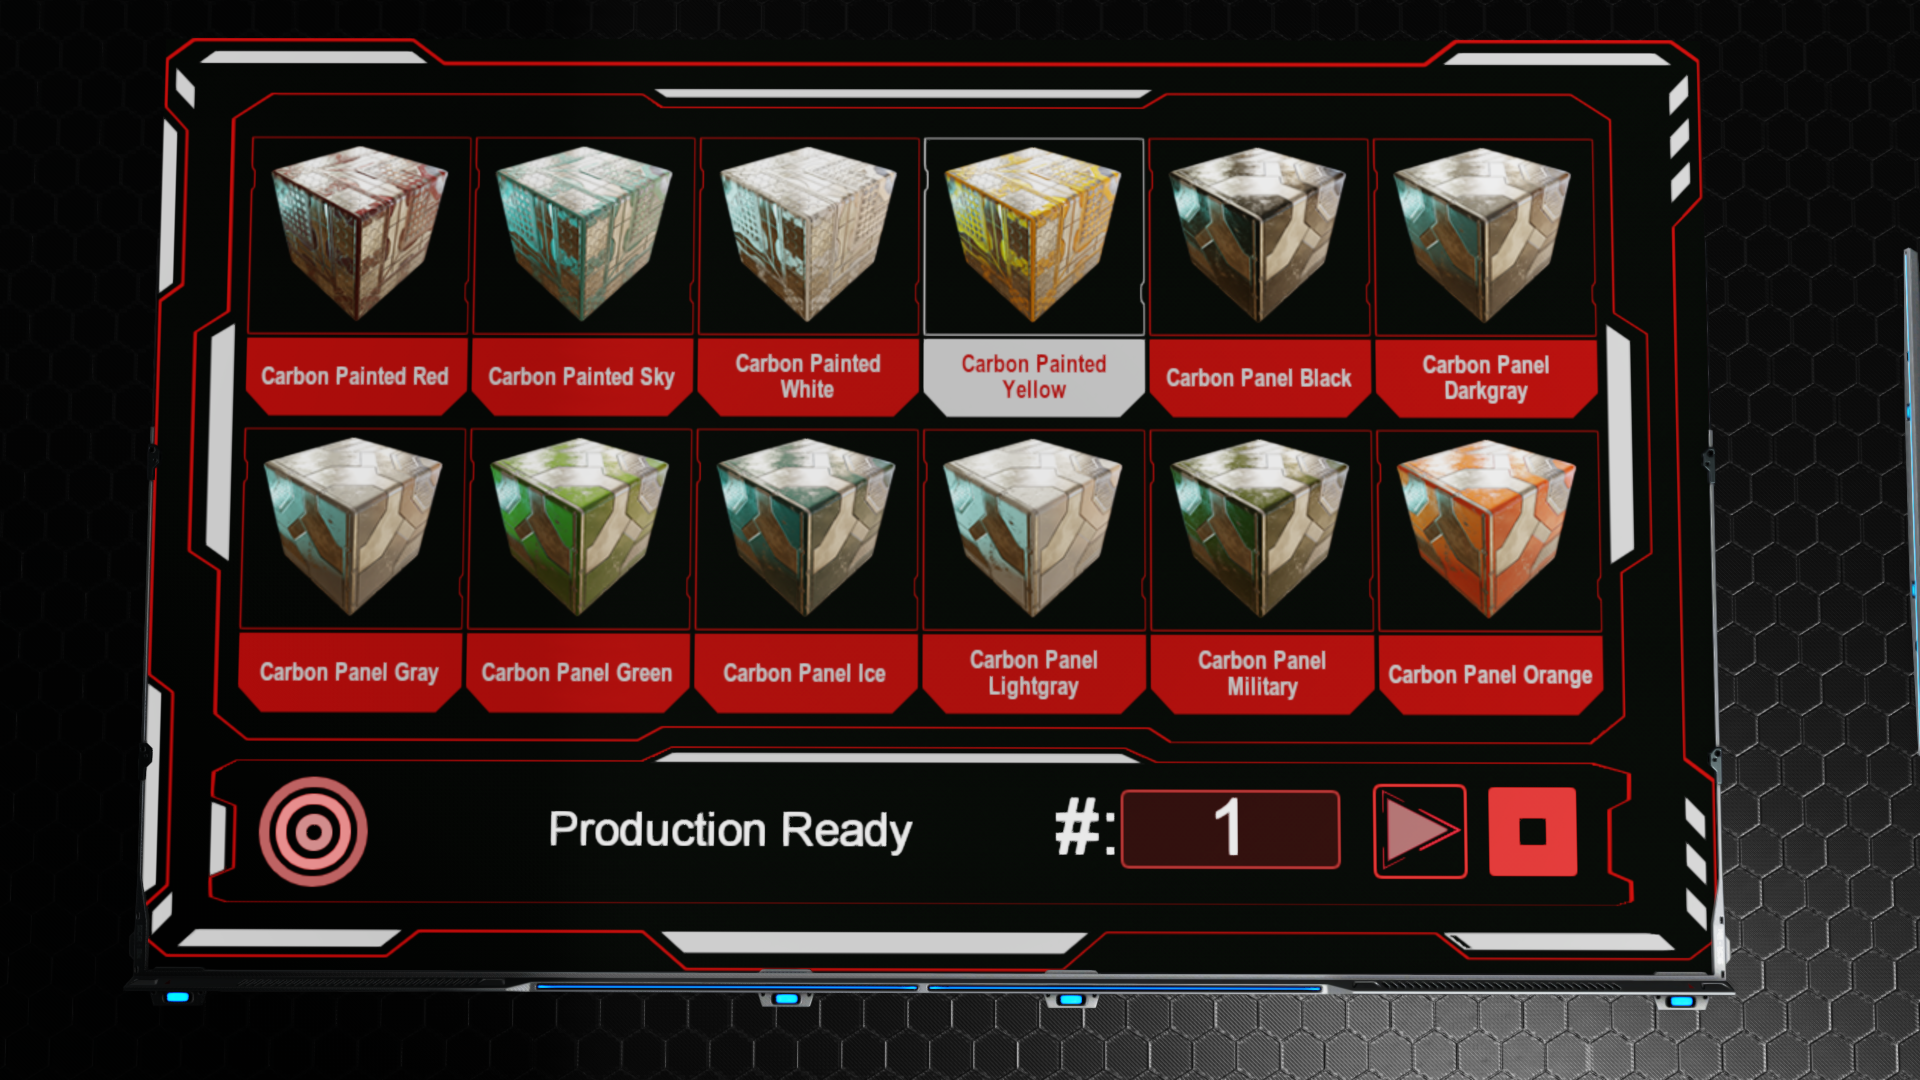 Carbon Painted Red
Carbon Painted Sky
Carbon Painted
White
Carbon Painted
Yellow
Carbon Panel Black
Carbon Panel
Darkgray
Carbon Panel Gray
Carbon Panel Green
Carbon Panel Ice
Carbon Panel
Lightgray
Carbon Panel
Military
Carbon Panel Orange
Production Ready
#: 1